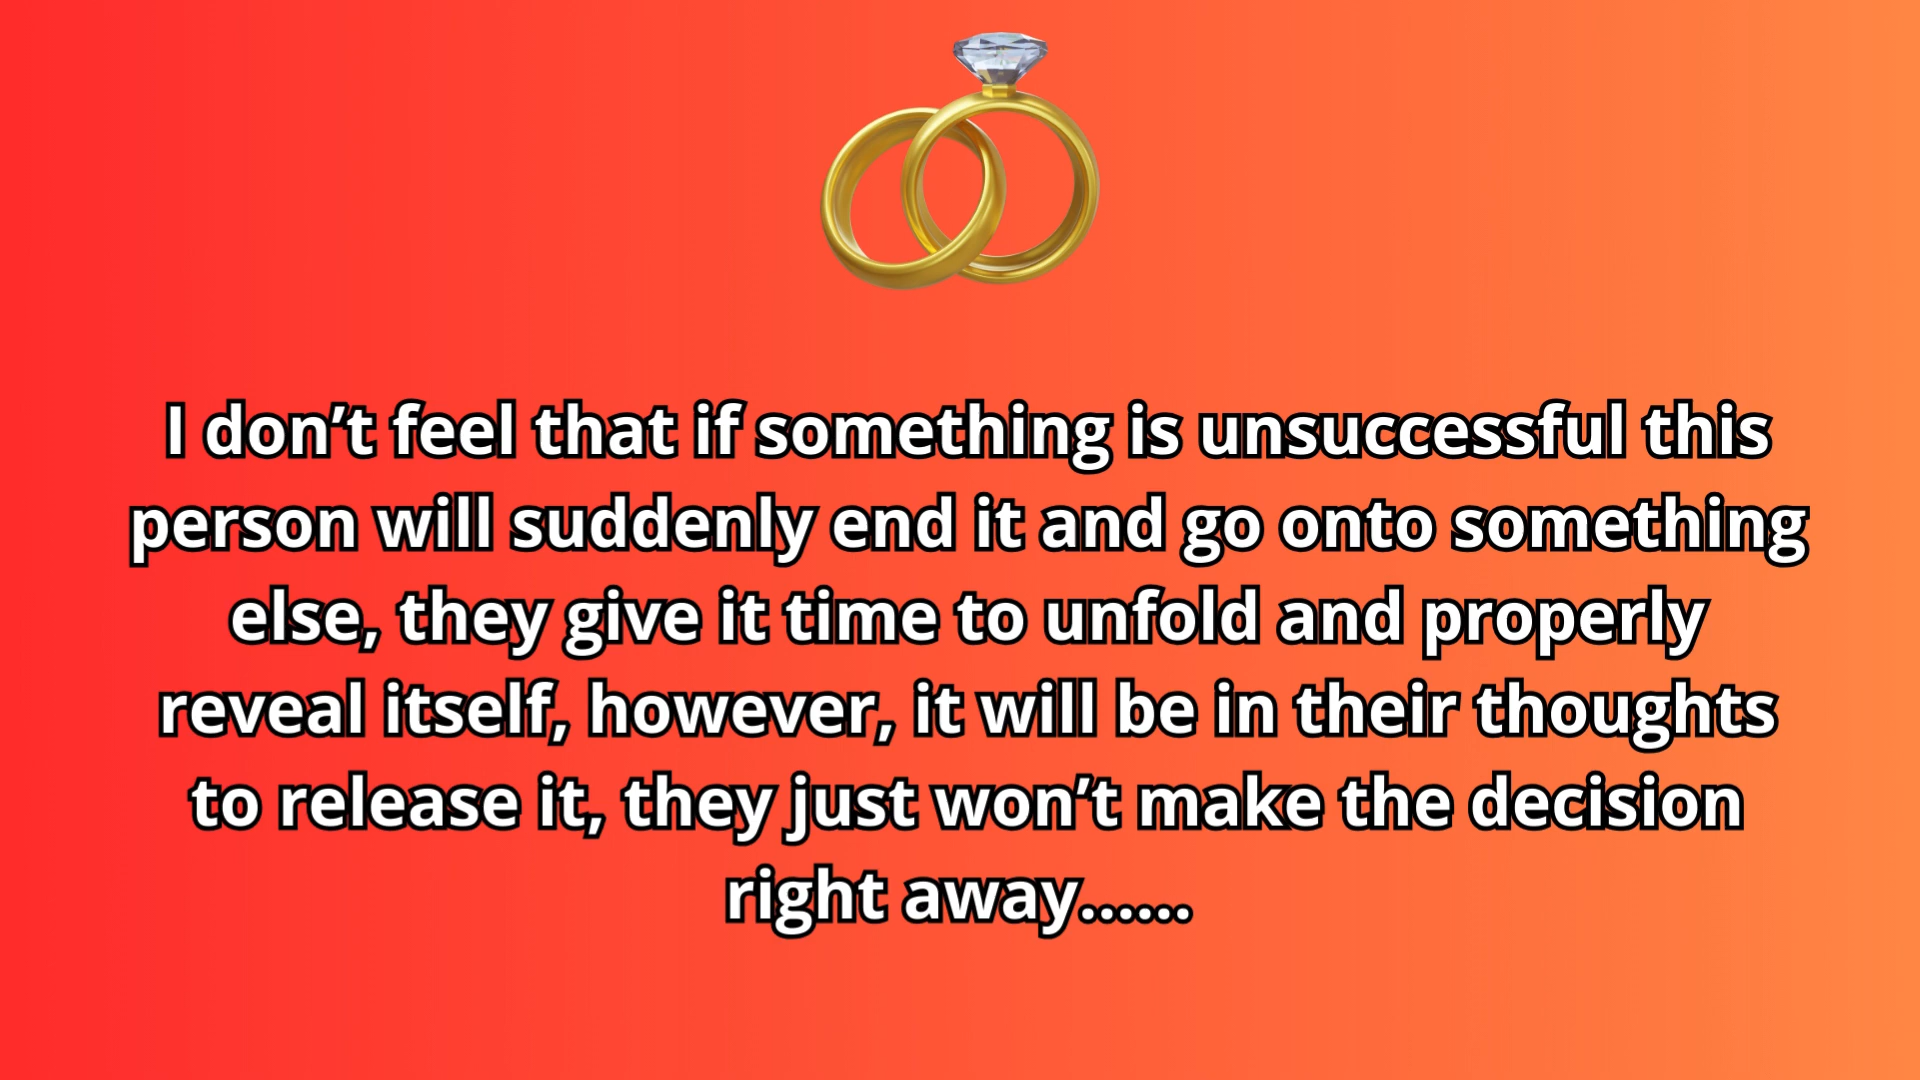 I don’t feel that if something is unsuccessful this
person will suddenly end it and go onto something
else, they give it time to unfold and properly
reveal itself, however, it will be in their thoughts
to release it, they just won’t make the decision
right away......